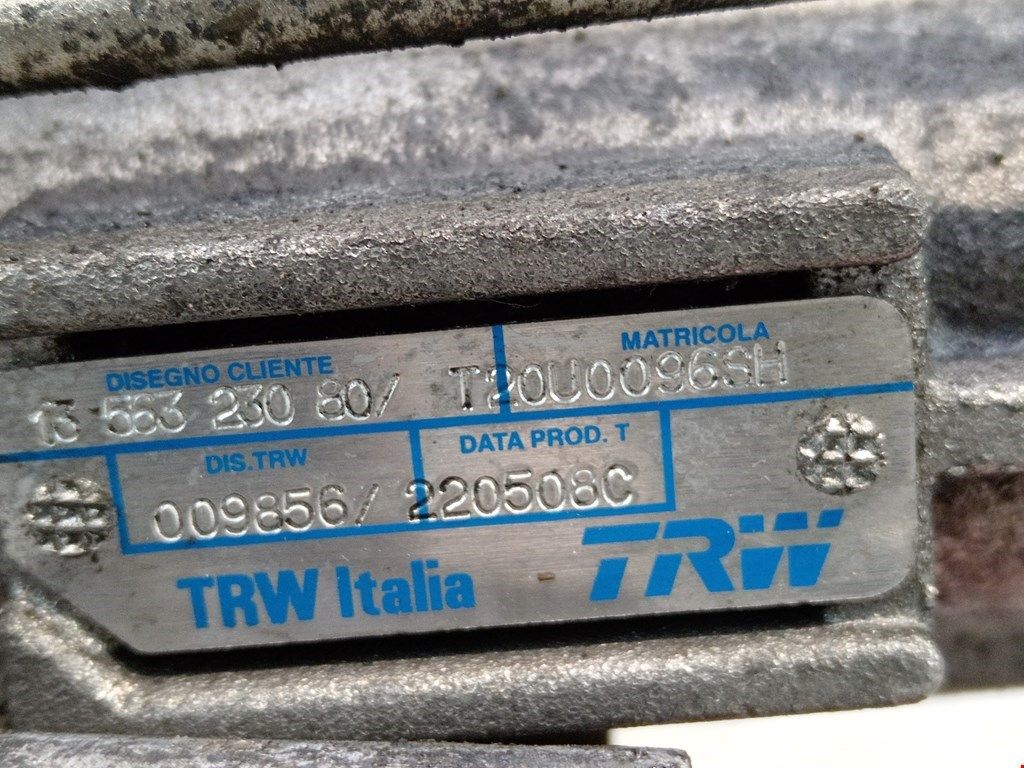 DISEGNO CLIENTE MATRICOLA
13 563 230 80/ T20U0096SH
DIS.TRW DATA PROD. T
009856/ 220508C
TRW Italia TRW